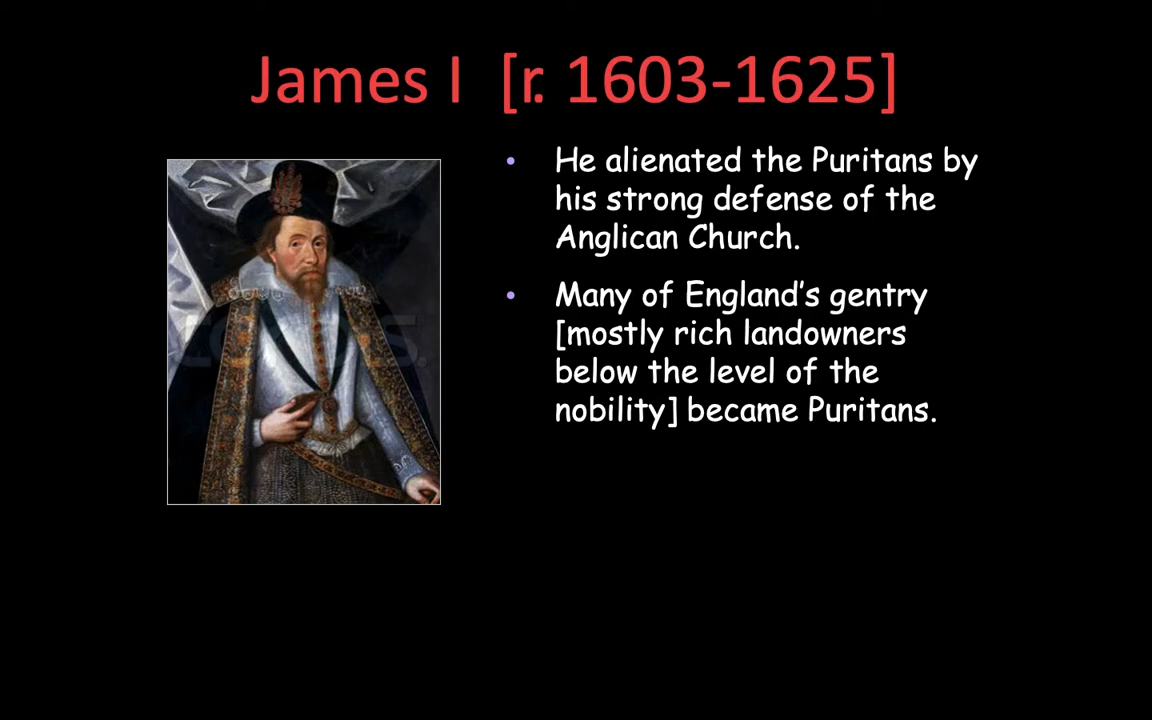 James I [r. 1603-1625]
• He alienated the Puritans by
his strong defense of the
Anglican Church.
• Many of England's gentry
[mostly rich landowners
below the level of the
nobility] became Puritans.